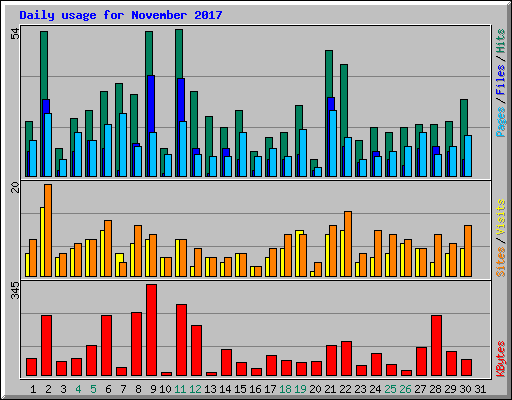 Daily usage for November 2017
54
Pages / Files / Hits
20
Sites / Visits
345
KBytes
1 2 3 4 5 6 7 8 9 10 11 12 13 14 15 16 17 18 19 20 21 22 23 24 25 26 27 28 29 30 31